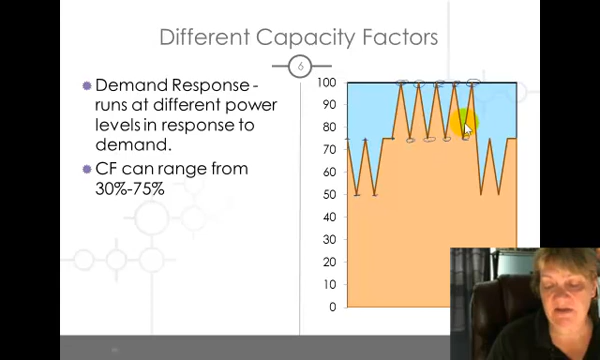 Different Capacity Factors
6
Demand Response -
runs at different power
levels in response to
demand.
CF can range from
30%-75%
100
90
80
70
60
50
40
30
20
10
0